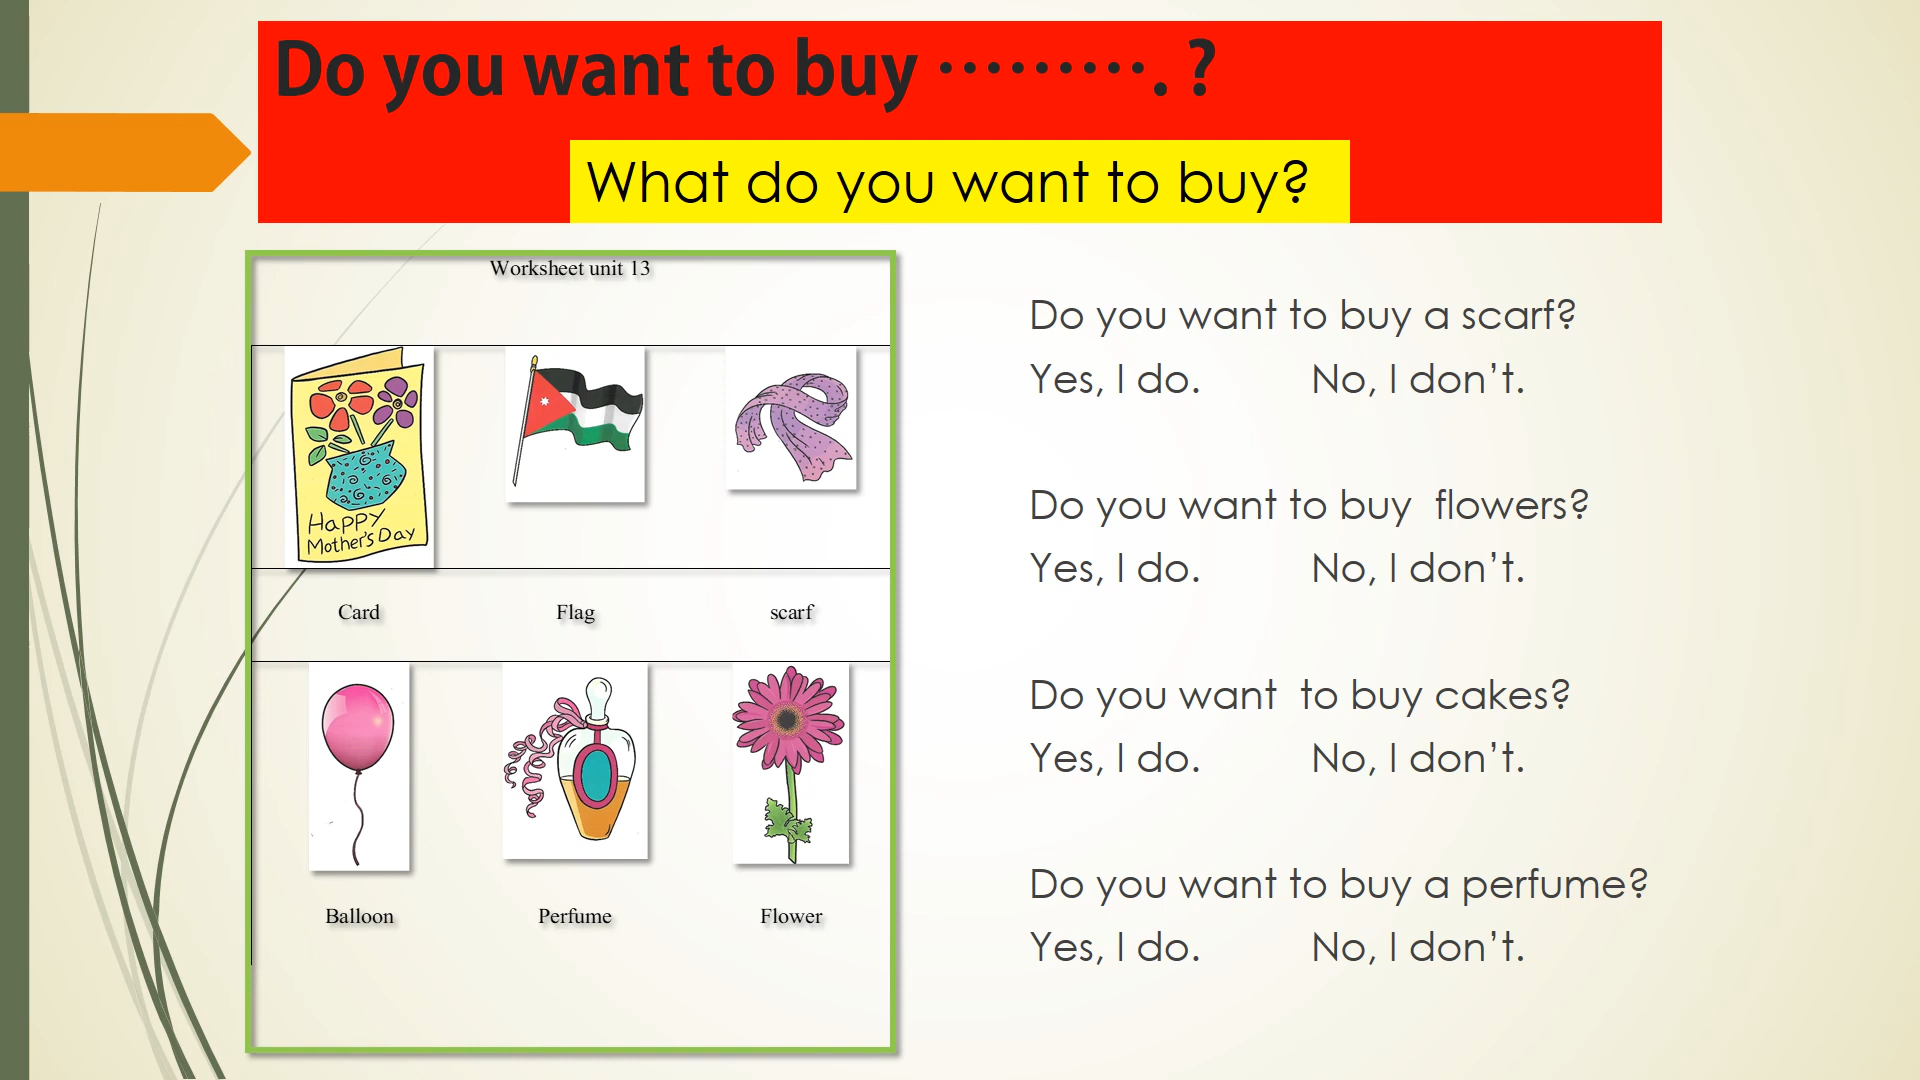 Do you want to buy ………. ?
What do you want to buy?
Worksheet unit 13
Happy
Mother's Day
Card Flag scarf
Balloon Perfume Flower
Do you want to buy a scarf?
Yes, I do. No, I don’t.
Do you want to buy flowers?
Yes, I do. No, I don’t.
Do you want to buy cakes?
Yes, I do. No, I don’t.
Do you want to buy a perfume?
Yes, I do. No, I don’t.